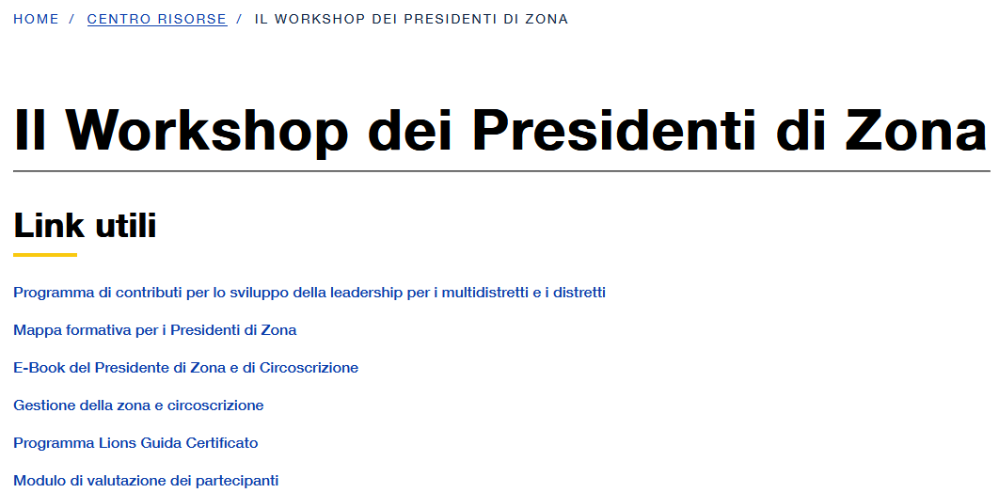 HOME / CENTRO RISORSE / IL WORKSHOP DEI PRESIDENTI DI ZONA
Il Workshop dei Presidenti di Zona
Link utili
Programma di contributi per lo sviluppo della leadership per i multidistretti e i distretti
Mappa formativa per i Presidenti di Zona
E-Book del Presidente di Zona e di Circoscrizione
Gestione della zona e circoscrizione
Programma Lions Guida Certificato
Modulo di valutazione dei partecipanti